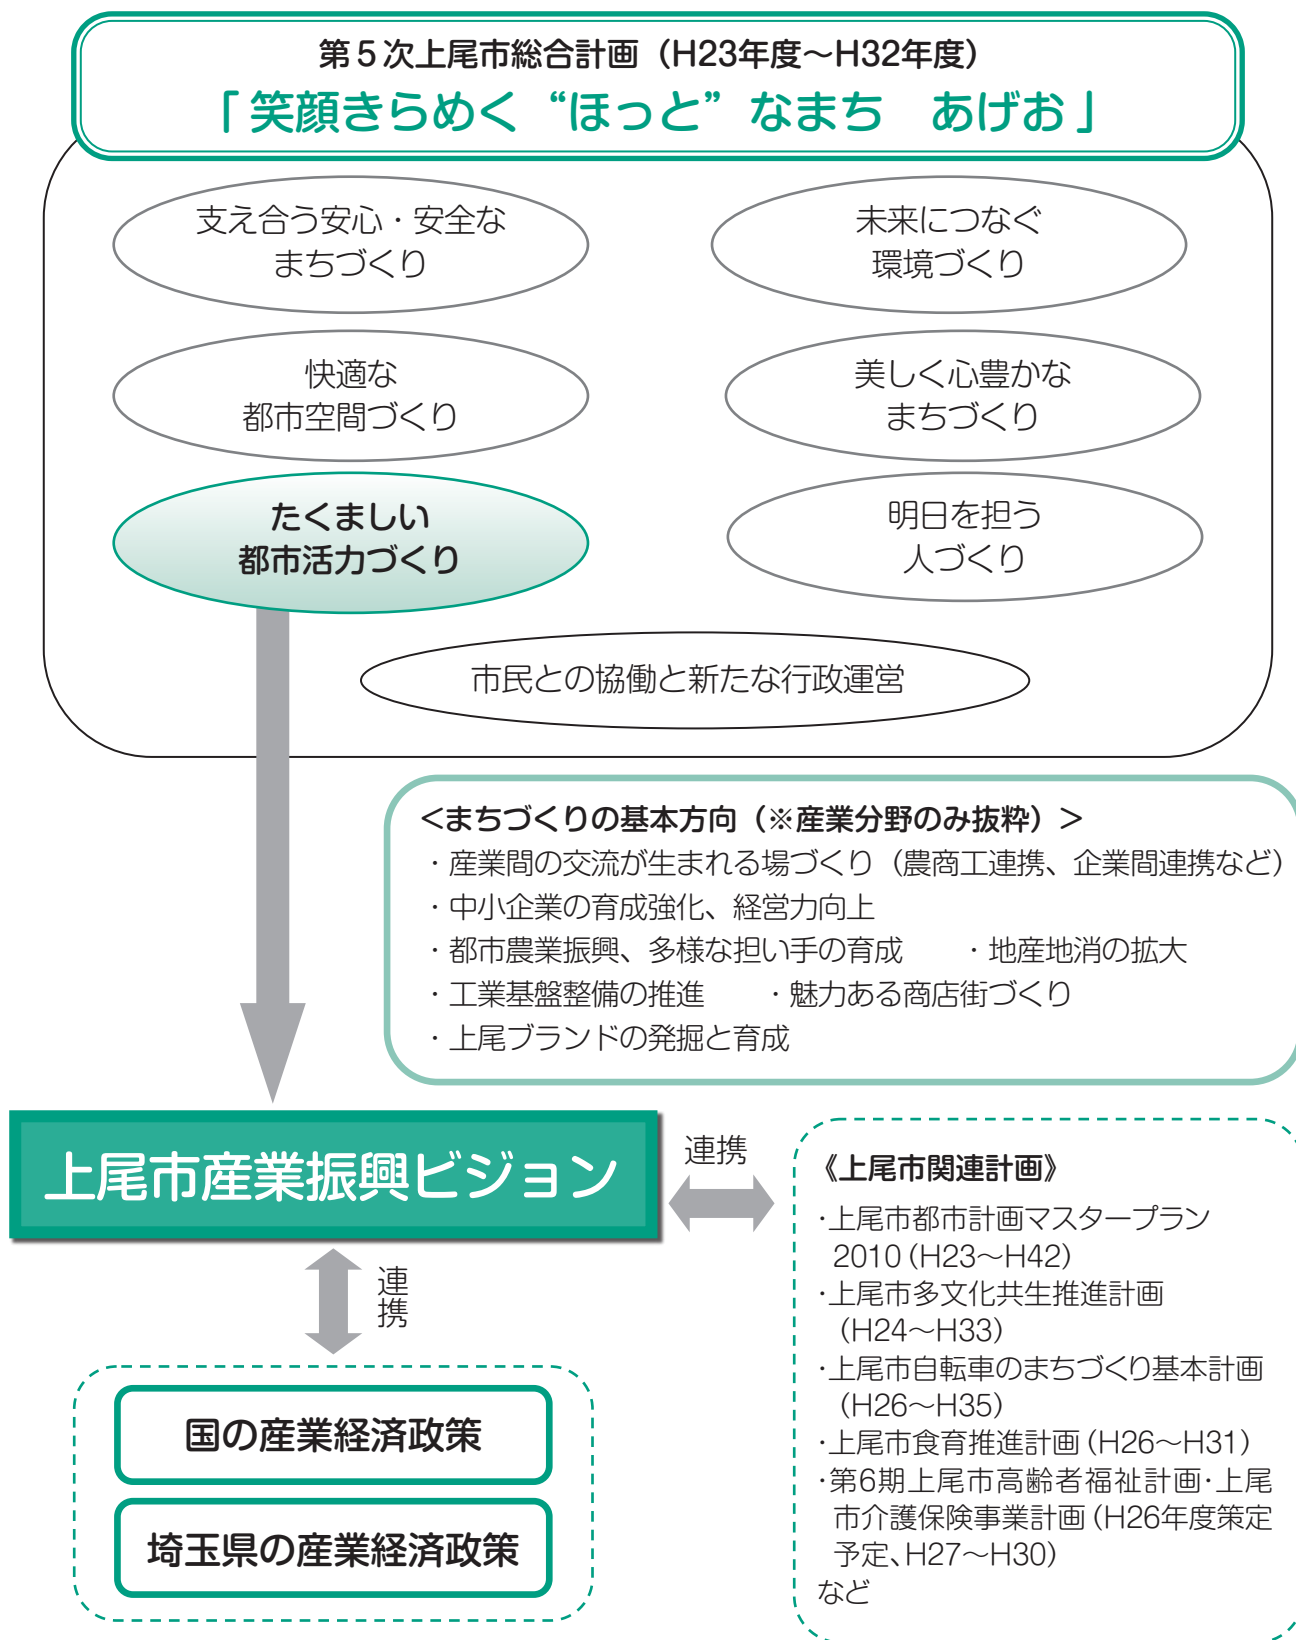 第5次上尾市総合計画（H23年度～H32年度）
「笑顔きらめく“ほっと”なまち　あげお」
支え合う安心・安全な
まちづくり
未来につなぐ
環境づくり
快適な
都市空間づくり
美しく心豊かな
まちづくり
たくましい
都市活力づくり
明日を担う
人づくり
市民との協働と新たな行政運営
<まちづくりの基本方向（※産業分野のみ抜粋）>
・産業間の交流が生まれる場づくり（農商工連携、企業間連携など）
・中小企業の育成強化、経営力向上
・都市農業振興、多様な担い手の育成　　・地産地消の拡大
・工業基盤整備の推進　　・魅力ある商店街づくり
・上尾ブランドの発掘と育成
上尾市産業振興ビジョン
連携
《上尾市関連計画》
・上尾市都市計画マスタープラン
2010（H23～H42）
・上尾市多文化共生推進計画
（H24～H33）
・上尾市自転車のまちづくり基本計画
（H26～H35）
・上尾市食育推進計画（H26～H31）
・第6期上尾市高齢者福祉計画・上尾
市介護保険事業計画（H26年度策定
予定、H27～H30）
など
連携
国の産業経済政策
埼玉県の産業経済政策